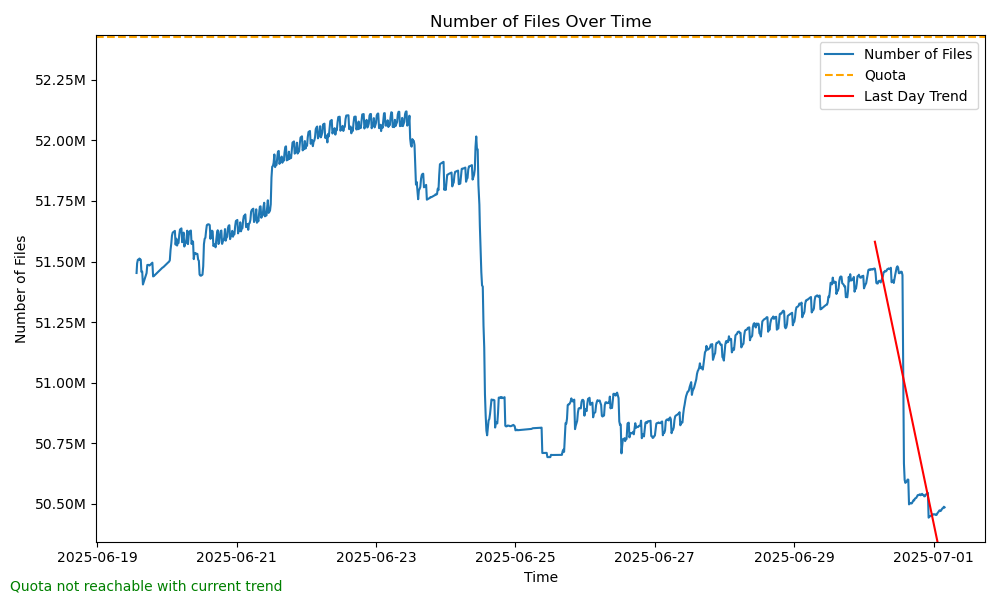 Number of Files Over Time
Number of Files
Quota
Last Day Trend
52.25M
52.00M
51.75M
51.50M
51.25M
51.00M
50.75M
50.50M
Number of Files
2025-06-19
2025-06-21
2025-06-23
2025-06-25
2025-06-27
2025-06-29
2025-07-01
Time
Quota not reachable with current trend